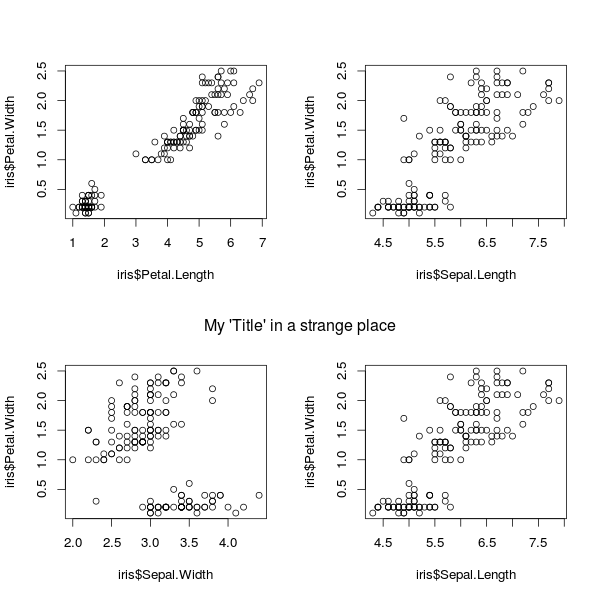 iris$Petal.Width
2.5
2.0
1.5
1.0
0.5
1 2 3 4 5 6 7
iris$Petal.Length
iris$Petal.Width
2.5
2.0
1.5
1.0
0.5
4.5 5.5 6.5 7.5
iris$Sepal.Length
My 'Title' in a strange place
iris$Petal.Width
2.5
2.0
1.5
1.0
0.5
2.0 2.5 3.0 3.5 4.0
iris$Sepal.Width
iris$Petal.Width
2.5
2.0
1.5
1.0
0.5
4.5 5.5 6.5 7.5
iris$Sepal.Length